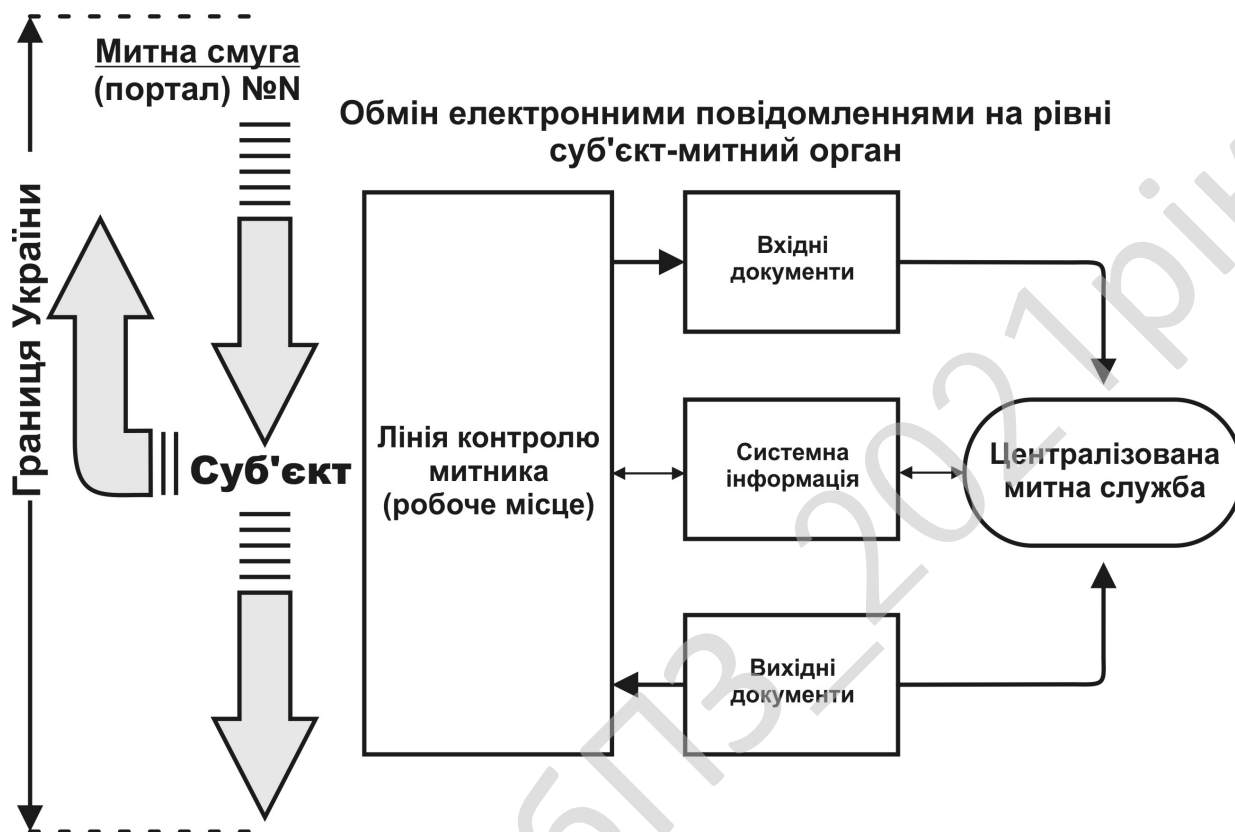 Митна смуга
(портал) №N
Обмін електронними повідомленнями на рівні
суб'єкт-митний орган
Границя України
Суб'єкт
Лінія контролю
митника
(робоче місце)
Вхідні
документи
Системна
інформація
Вихідні
документи
Централізована
митна служба
бПЗ_2021рік